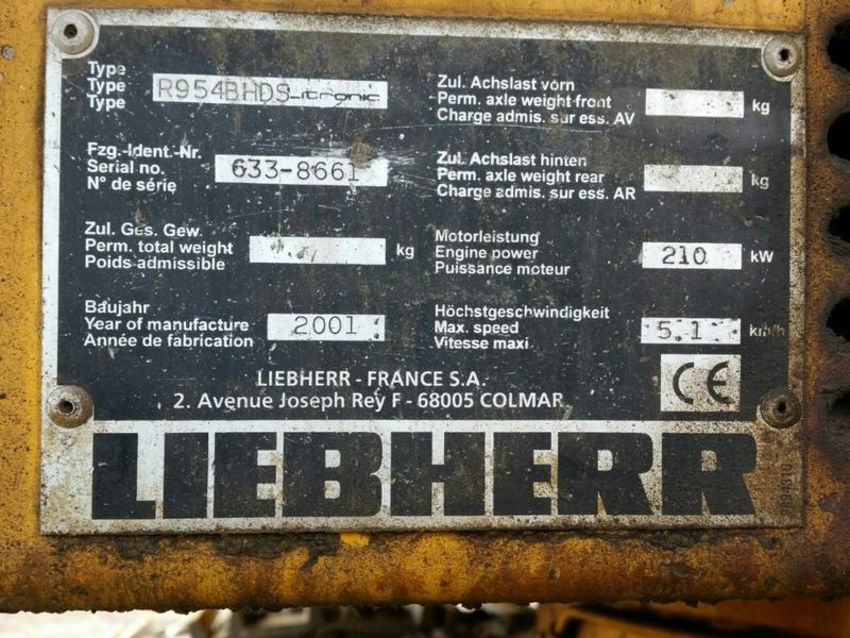 Type
Type R954BHDS litronic
Type
Fzg.-Ident.-Nr.
Serial no. 633-8661
N° de série
Zul. Ges. Gew.
Perm. total weight kg
Poids admissible
Baujahr
Year of manufacture 2001
Année de fabrication
Zul. Achslast vorn
Perm. axle weight front kg
Charge admis. sur ess. AV
Zul. Achslast hinten
Perm. axle weight rear kg
Charge admis. sur ess. AR
Motorleistung
Engine power 210 kW
Puissance moteur
Höchstgeschwindigkeit
Max. speed 5.1 km/h
Vitesse maxi.
LIEBHERR - FRANCE S.A.
2. Avenue Joseph Rey F - 68005 COLMAR
CE
LIEBHERR